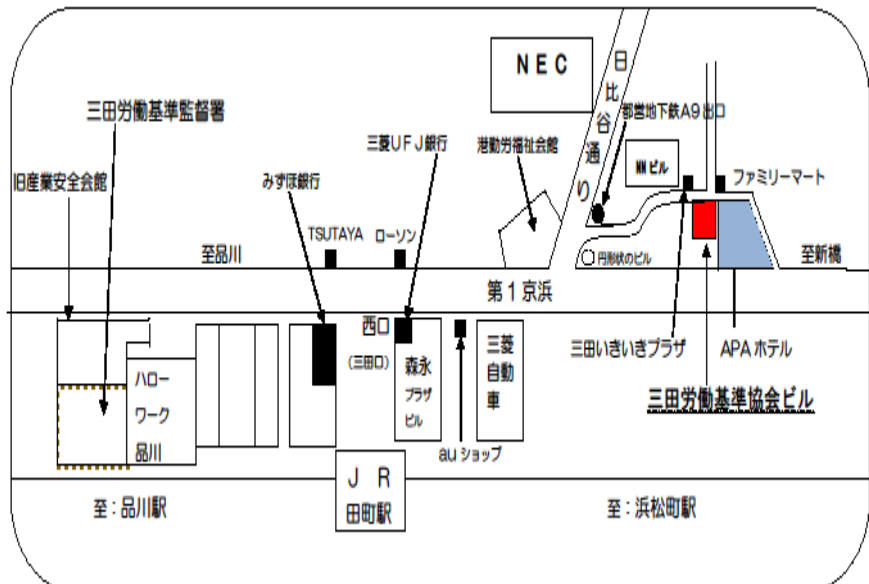 NEC
日比谷通り
三田労働基準監督署
都営地下鉄A9出口
三菱UFJ銀行
港勤労福祉会館
NNビル
旧産業安全会館
みずほ銀行
ファミリーマート
TSUTAYA
ローソン
至品川
円形状のビル
至新橋
第1京浜
西口
(三田口)
三田いきいきプラザ
APAホテル
森永
プラザ
ビル
三菱
自動
車
ハロー
ワーク
品川
三田労働基準協会ビル
auショップ
JR
田町駅
至:品川駅
至:浜松町駅